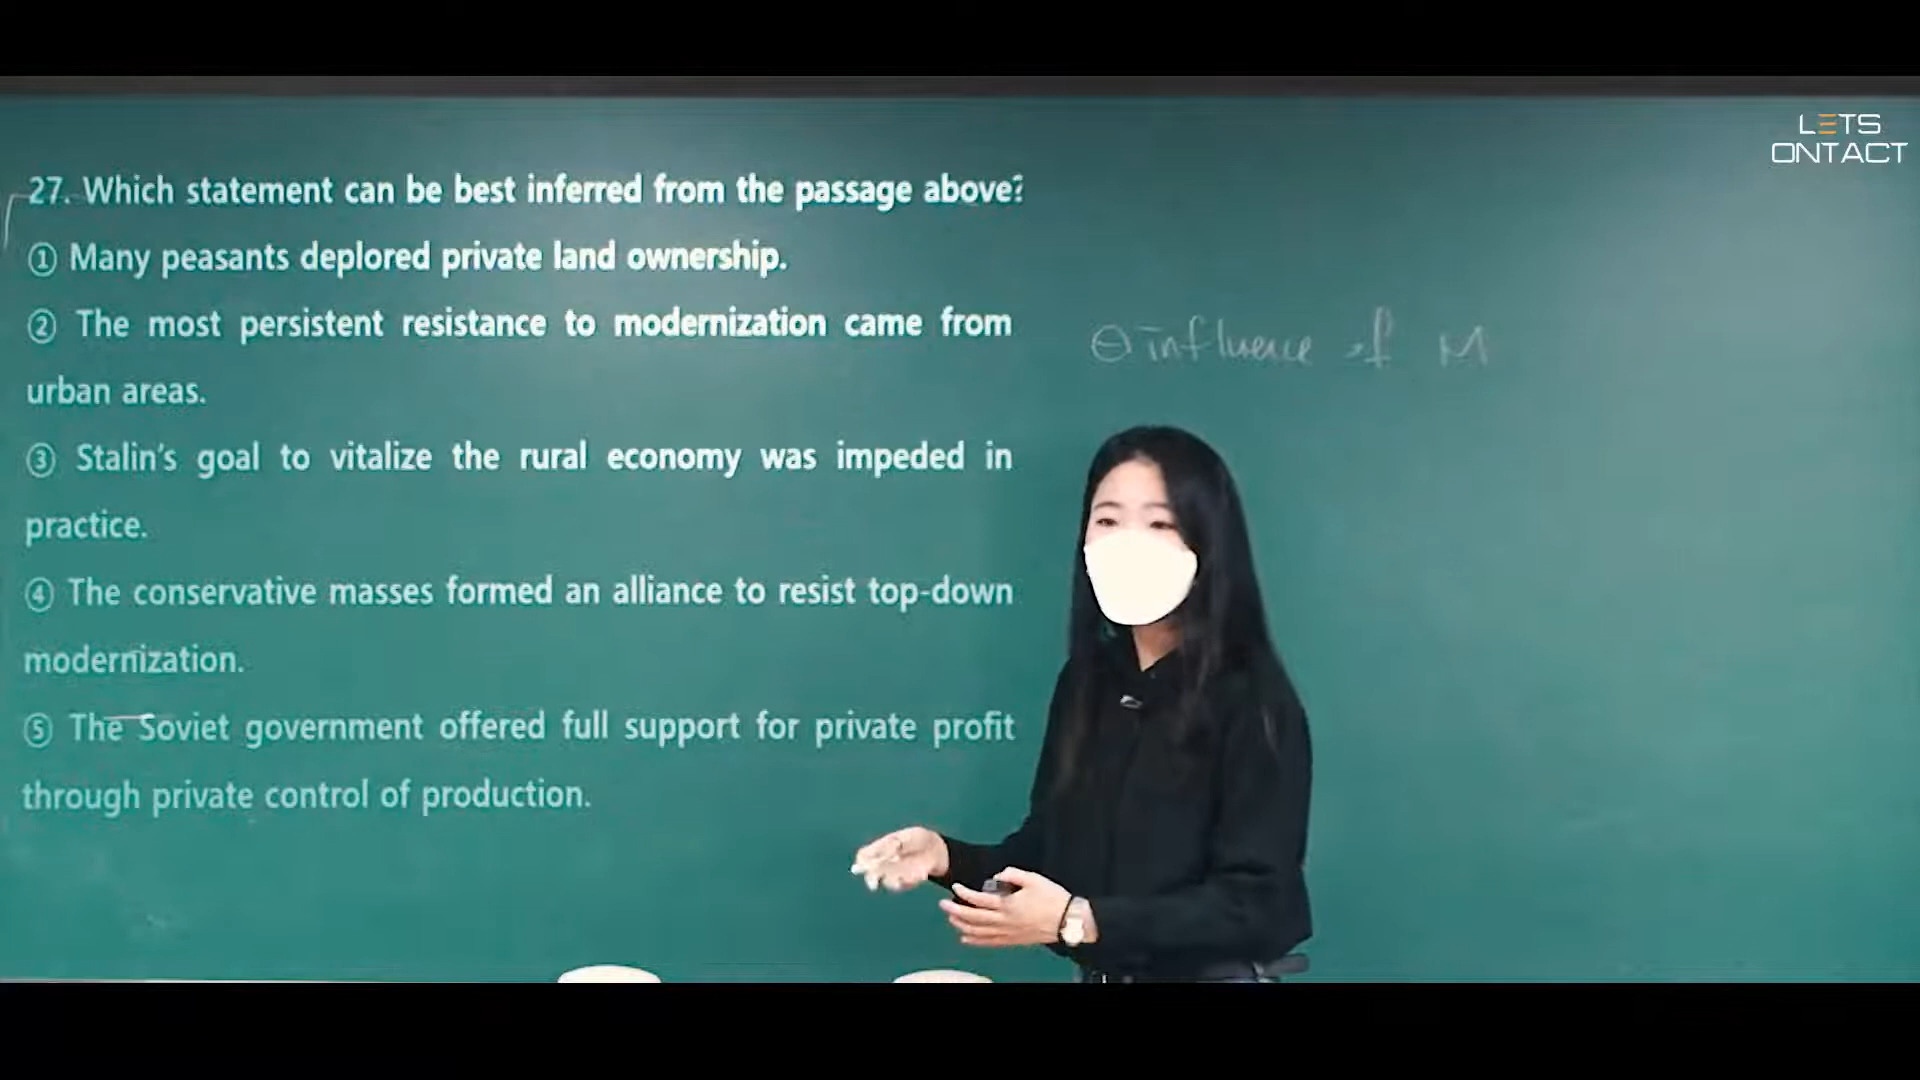 LETS
ONTACT
27. Which statement can be best inferred from the passage above?
① Many peasants deplored private land ownership.
② The most persistent resistance to modernization came from
urban areas.
③ Stalin's goal to vitalize the rural economy was impeded in
practice.
④ The conservative masses formed an alliance to resist top-down
modernization.
⑤ The Soviet government offered full support for private profit
through private control of production.
⊖ influence of M